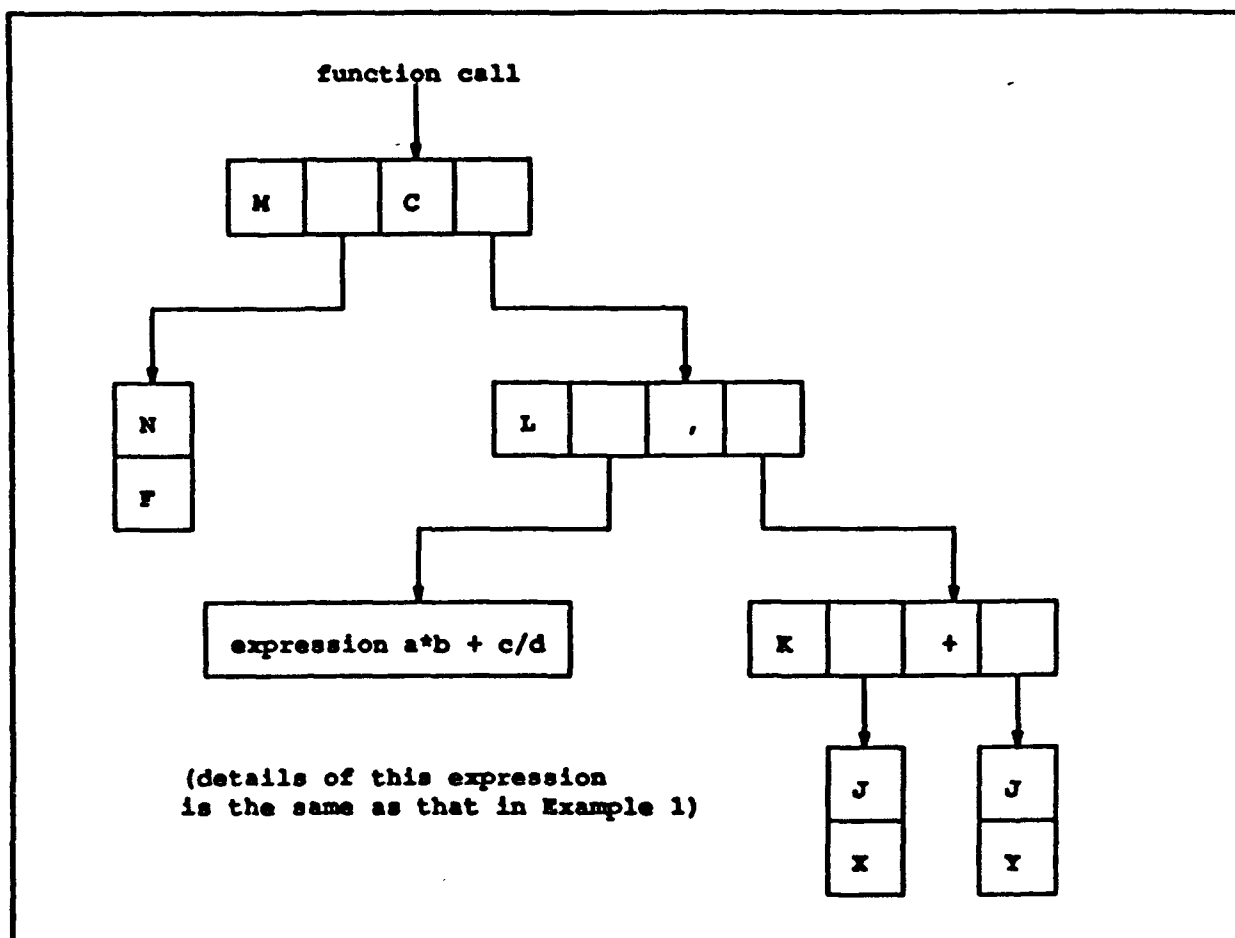 function call
M C
N
F
L ,
expression a*b + c/d
K +
(details of this expression
is the same as that in Example 1)
J J
X Y